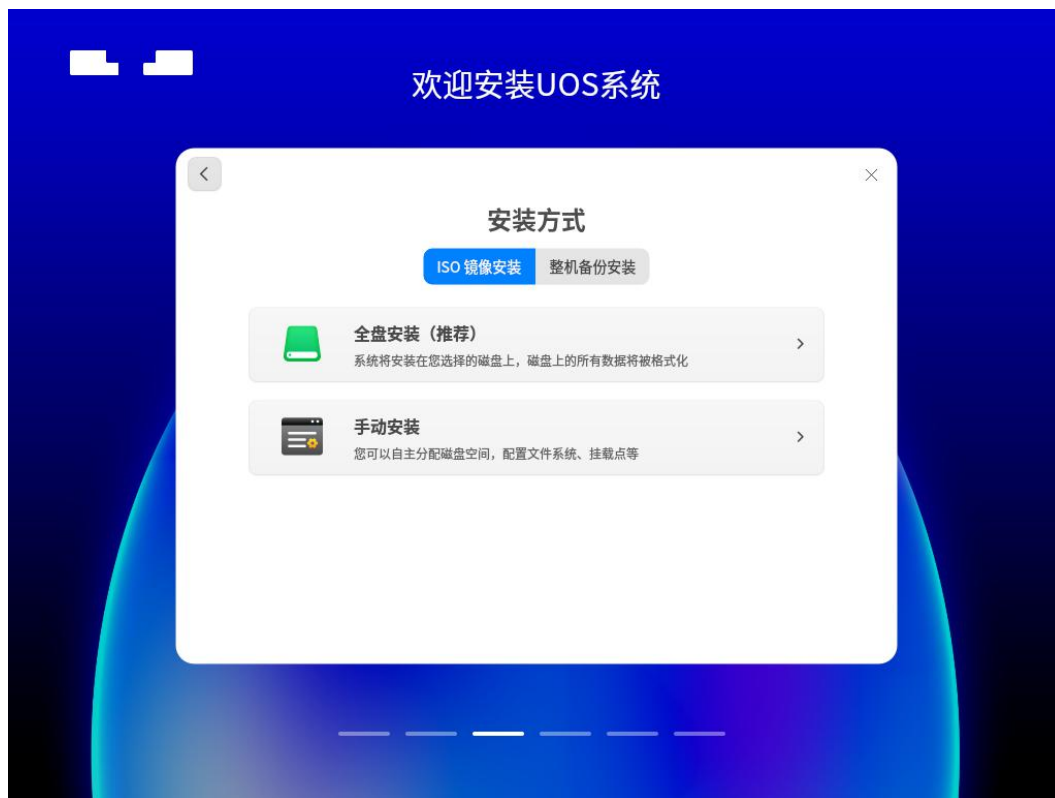 欢迎安装UOS系统
安装方式
ISO 镜像安装
整机备份安装
全盘安装（推荐）
系统将安装在您选择的磁盘上，磁盘上的所有数据将被格式化
手动安装
您可以自主分配磁盘空间，配置文件系统、挂载点等